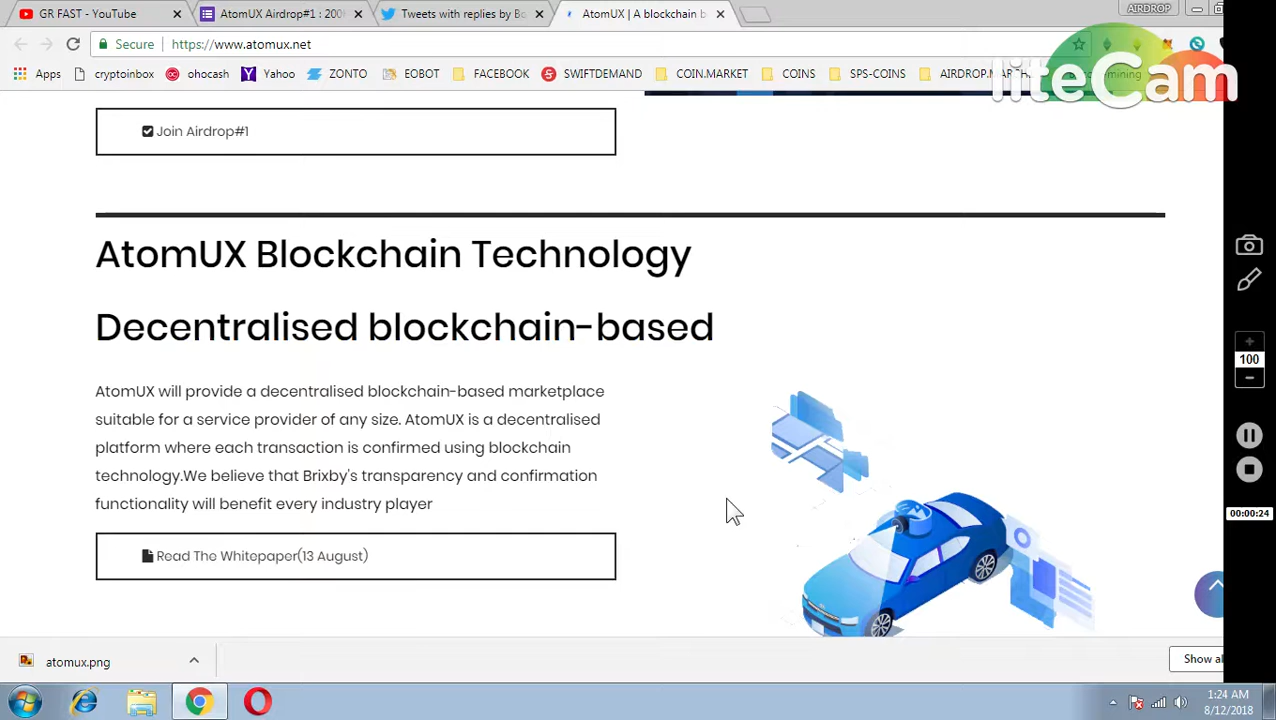 GR FAST - YouTube
AtomUX Airdrop#1 : 200%
Tweets with replies by B
AtomUX | A blockchain b
AIRDROP
Secure
https://www.atomux.net
Apps
cryptoinbox
ohocash
Yahoo
ZONTO
EOBOT
FACEBOOK
SWIFTDEMAND
COIN.MARKET
COINS
SPS-COINS
mining
liteCam
Join Airdrop#1
AtomUX Blockchain Technology
Decentralised blockchain-based
AtomUX will provide a decentralised blockchain-based marketplace
suitable for a service provider of any size. AtomUX is a decentralised
platform where each transaction is confirmed using blockchain
technology.We believe that Brixby's transparency and confirmation
functionality will benefit every industry player
Read The Whitepaper(13 August)
100
00:00:24
atomux.png
Show al
1:24 AM
8/12/2018